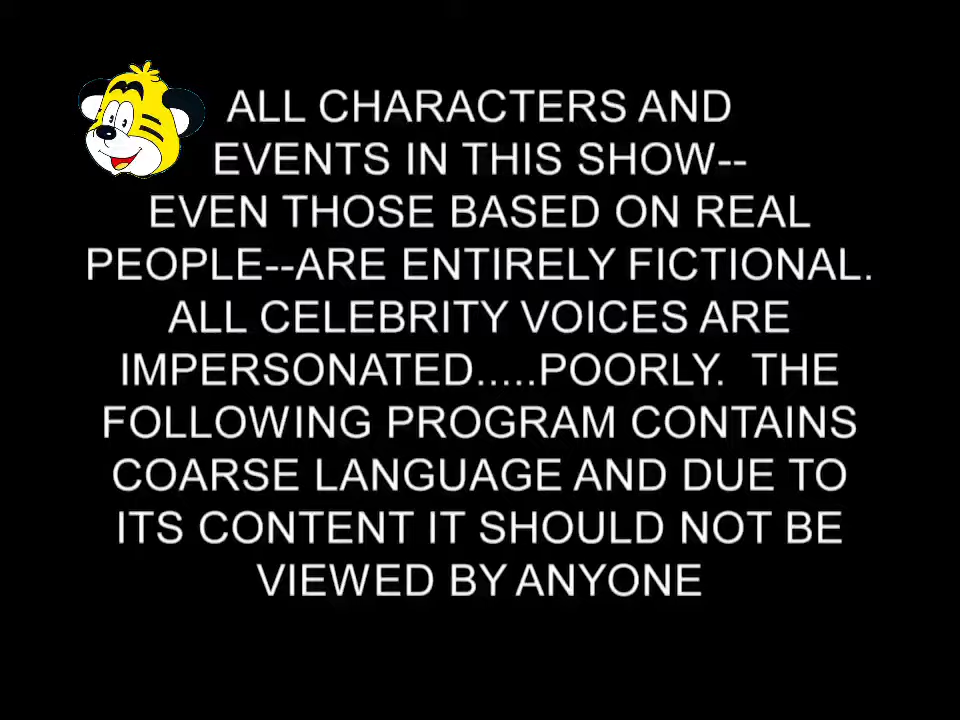 ALL CHARACTERS AND
EVENTS IN THIS SHOW--
EVEN THOSE BASED ON REAL
PEOPLE--ARE ENTIRELY FICTIONAL.
ALL CELEBRITY VOICES ARE
IMPERSONATED.....POORLY.  THE
FOLLOWING PROGRAM CONTAINS
COARSE LANGUAGE AND DUE TO
ITS CONTENT IT SHOULD NOT BE
VIEWED BY ANYONE